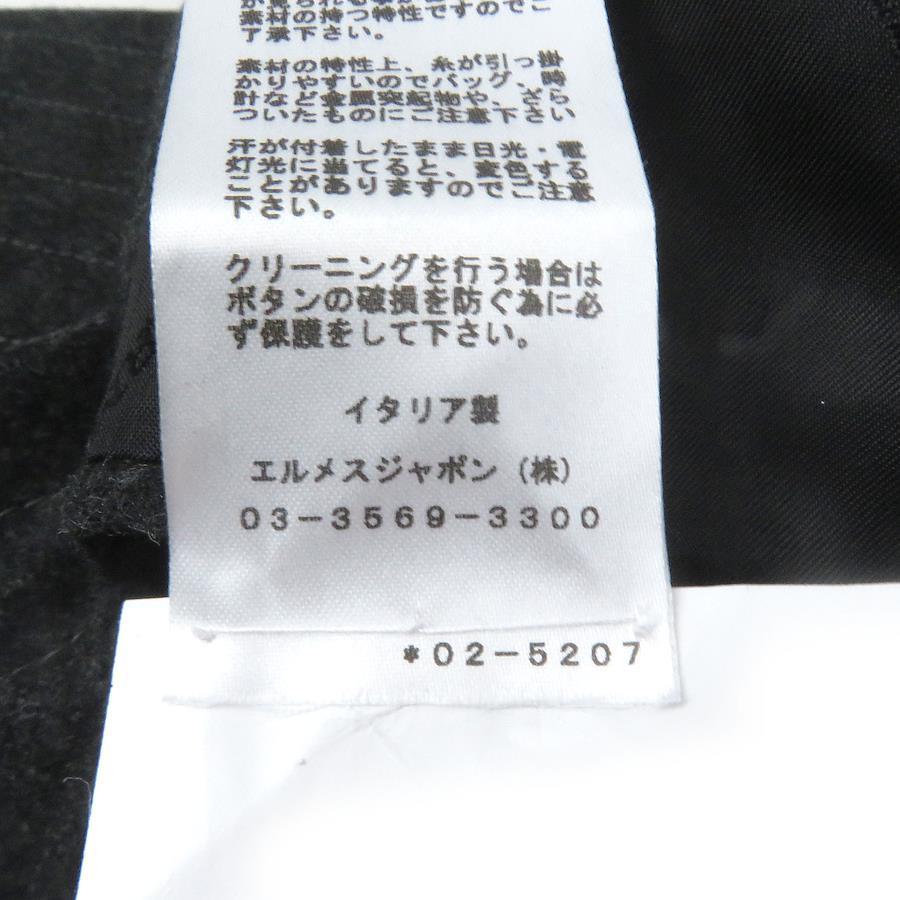 素材の持つ特性ですのでご
了承下さい。
素材の特性上、糸が引っ掛
かりやすいのでバッグ、時
計など金属突起物や、ざら
ついたものにご注意下さい
汗が付着したまま日光・電
灯光に当てると、変色する
ことがありますのでご注意
下さい。
クリーニングを行う場合は
ボタンの破損を防ぐ為に必
ず保護をして下さい。
イタリア製
エルメスジャポン（株）
03-3569-3300
*02-5207